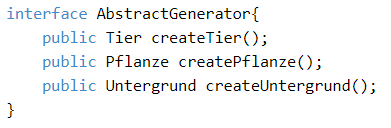 interface AbstractGenerator{
    public Tier createTier();
    public Pflanze createPflanze();
    public Untergrund createUntergrund();
}